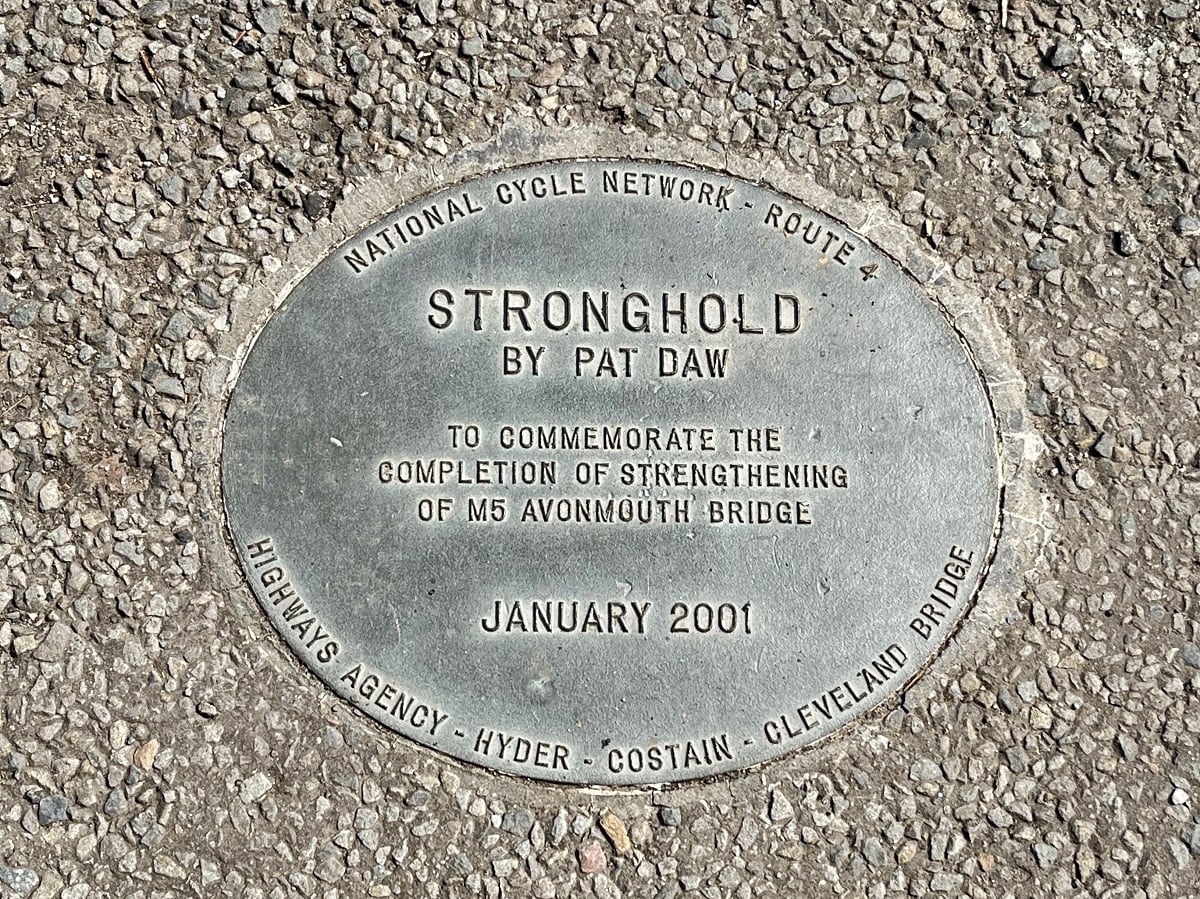 NATIONAL CYCLE NETWORK - ROUTE 4
STRONGHOLD
BY PAT DAW
TO COMMEMORATE THE
COMPLETION OF STRENGTHENING
OF M5 AVONMOUTH BRIDGE
JANUARY 2001
HIGHWAYS AGENCY - HYDER - COSTAIN - CLEVELAND BRIDGE